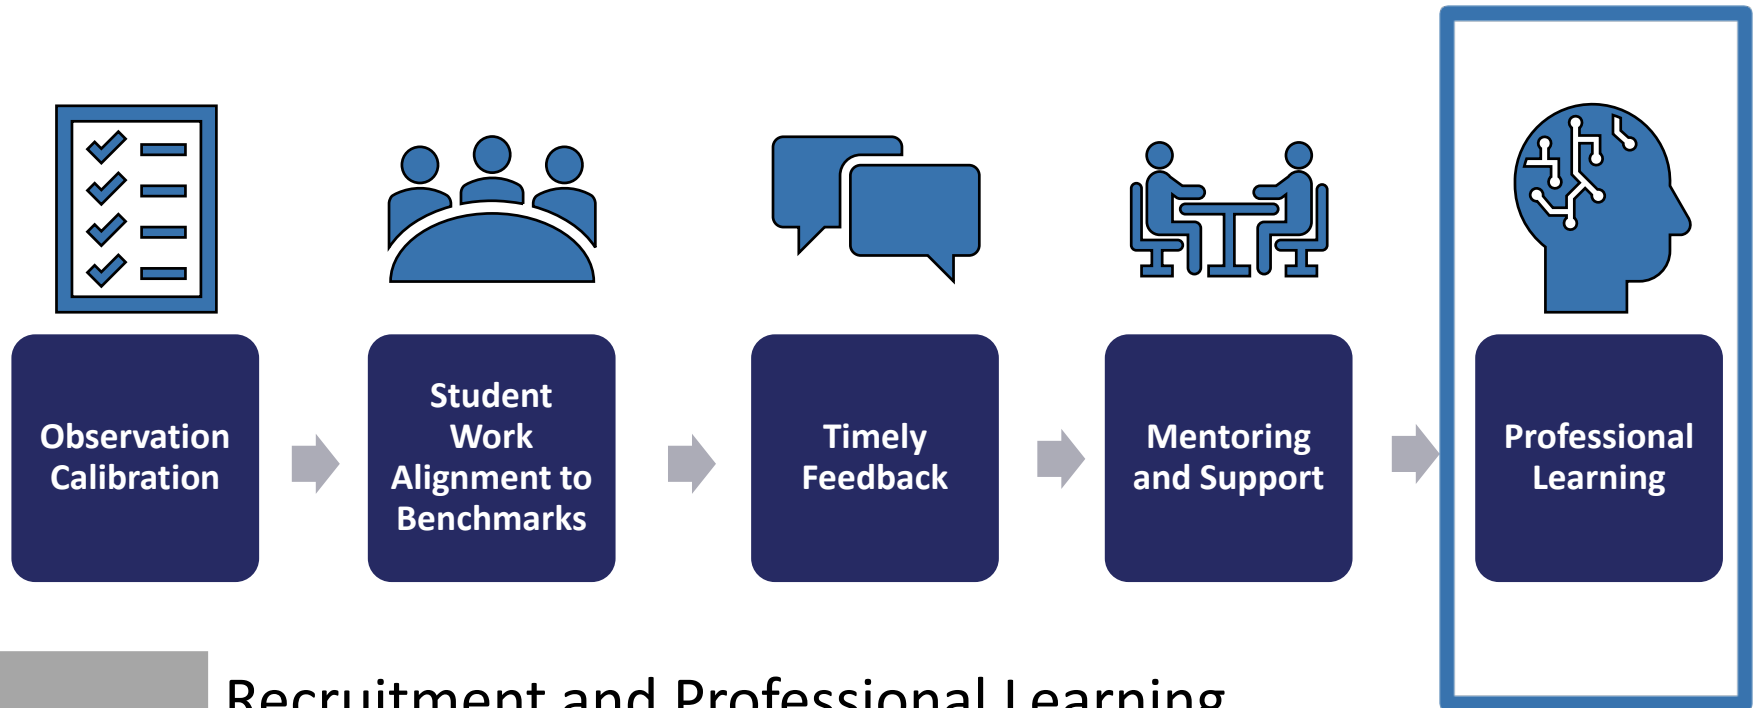 Observation
Calibration
Student
Work
Alignment to
Benchmarks
Timely
Feedback
Mentoring
and Support
Professional
Learning
Recruitment and Professional Learning